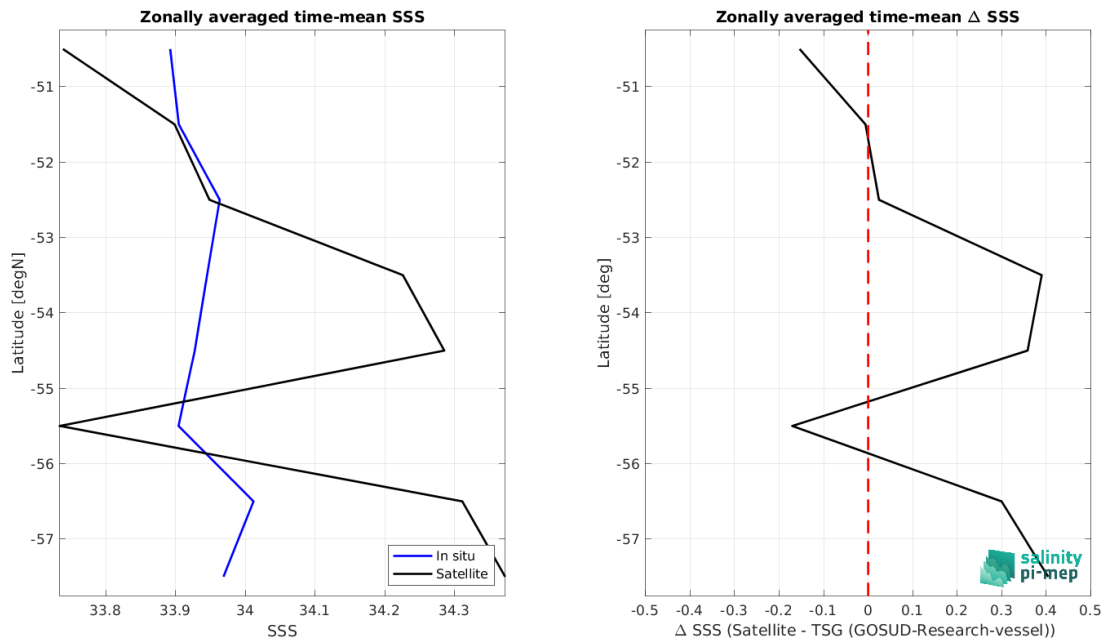 Zonally averaged time-mean SSS
-51
-52
-53
-54
-55
-56
-57
Latitude [degN]
33.8 33.9 34 34.1 34.2 34.3
SSS
In situ
Satellite
Zonally averaged time-mean Δ SSS
-51
-52
-53
-54
-55
-56
-57
Latitude [deg]
-0.5 -0.4 -0.3 -0.2 -0.1 0 0.1 0.2 0.3 0.4 0.5
Δ SSS (Satellite - TSG (GOSUD-Research-vessel))
salinity
pi-mep